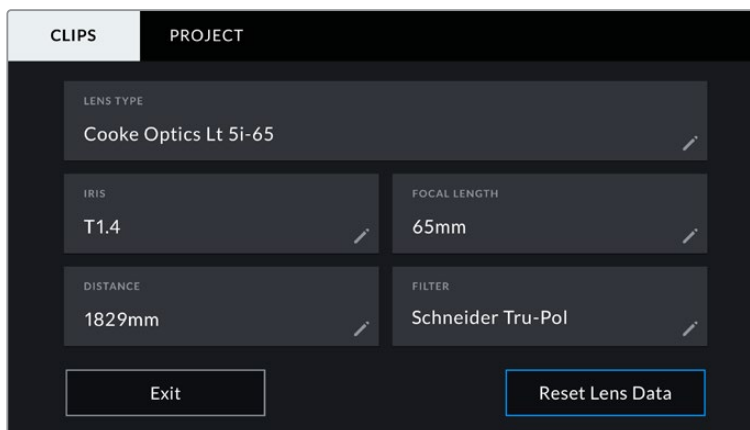 CLIPS PROJECT
LENS TYPE
Cooke Optics Lt 5i-65
IRIS
T1.4
FOCAL LENGTH
65mm
DISTANCE
1829mm
FILTER
Schneider Tru-Pol
Exit
Reset Lens Data